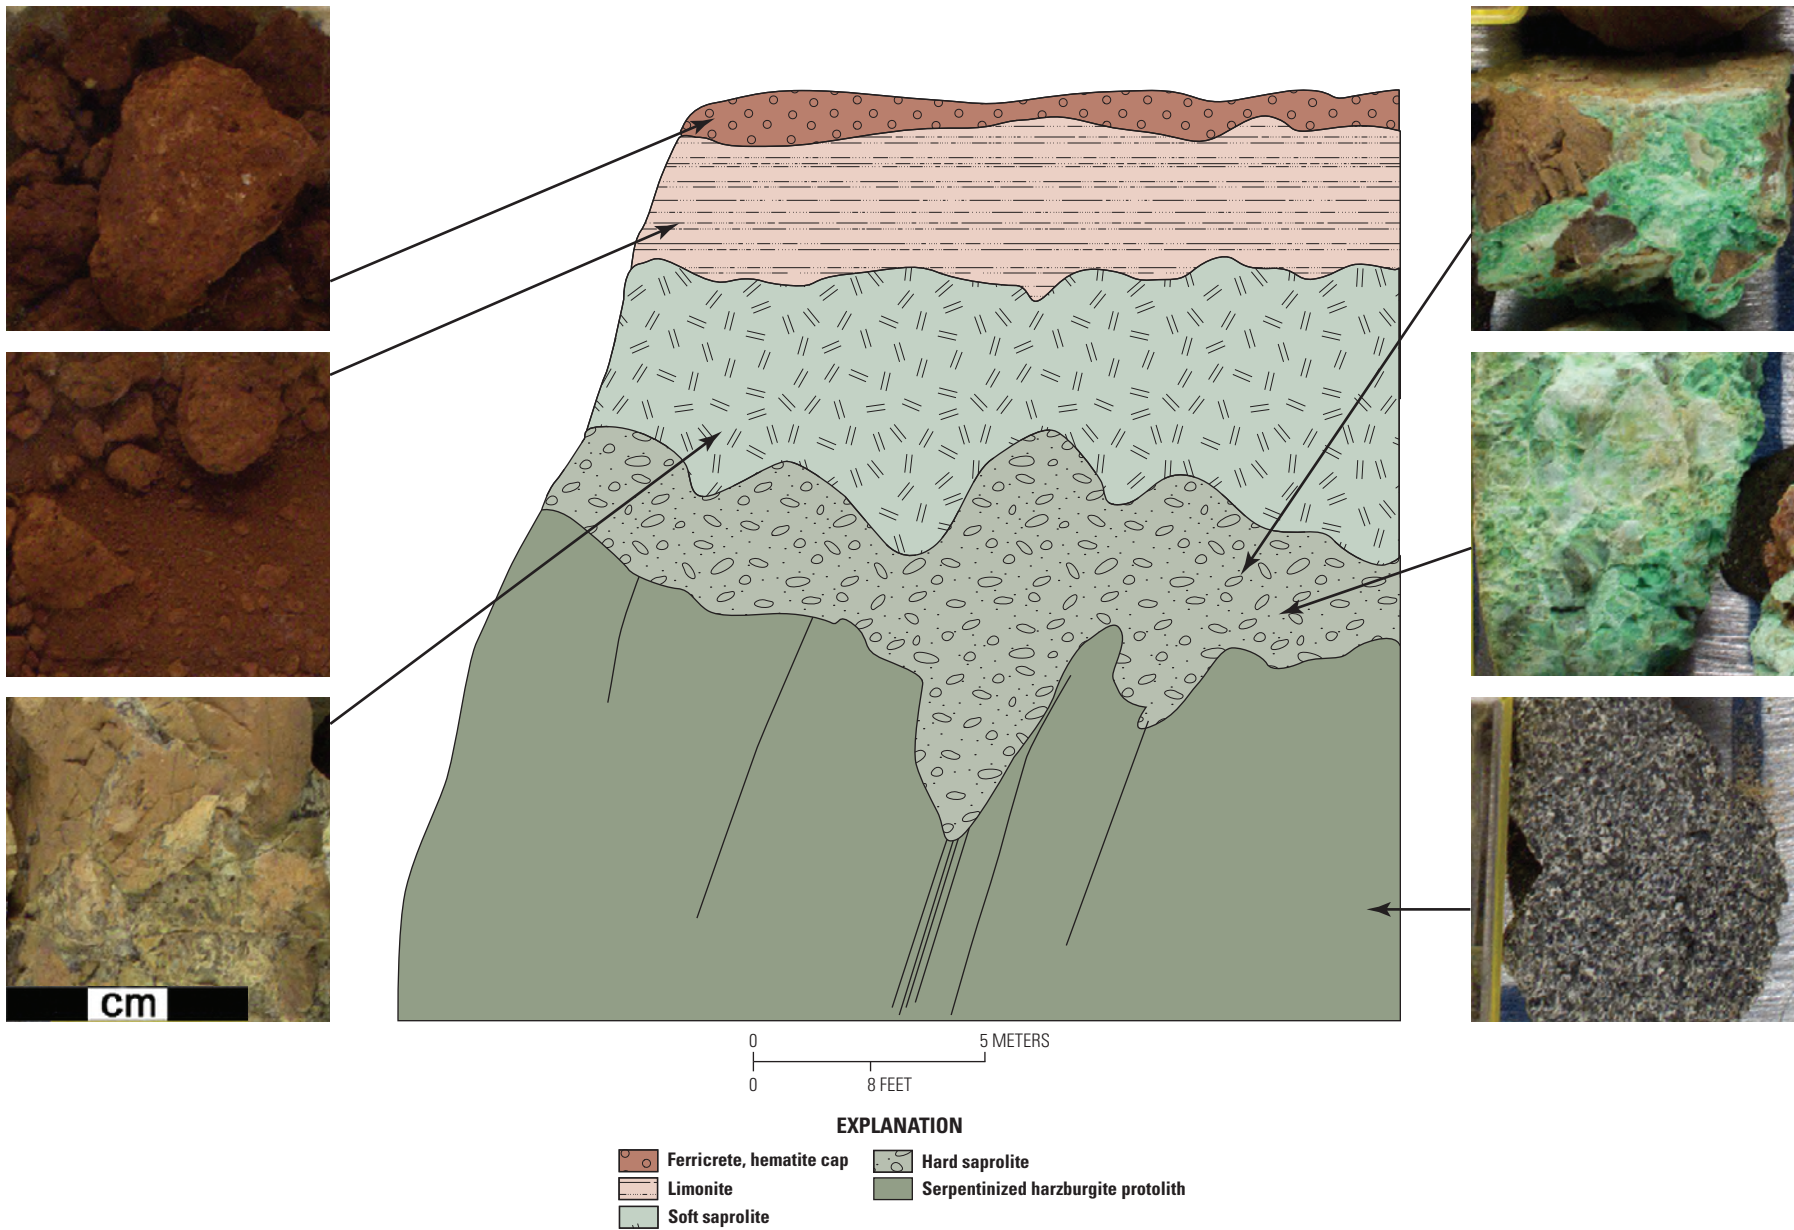 cm
0 5 METERS
0 8 FEET
EXPLANATION
Ferricrete, hematite cap
Limonite
Soft saprolite
Hard saprolite
Serpentinized harzburgite protolith